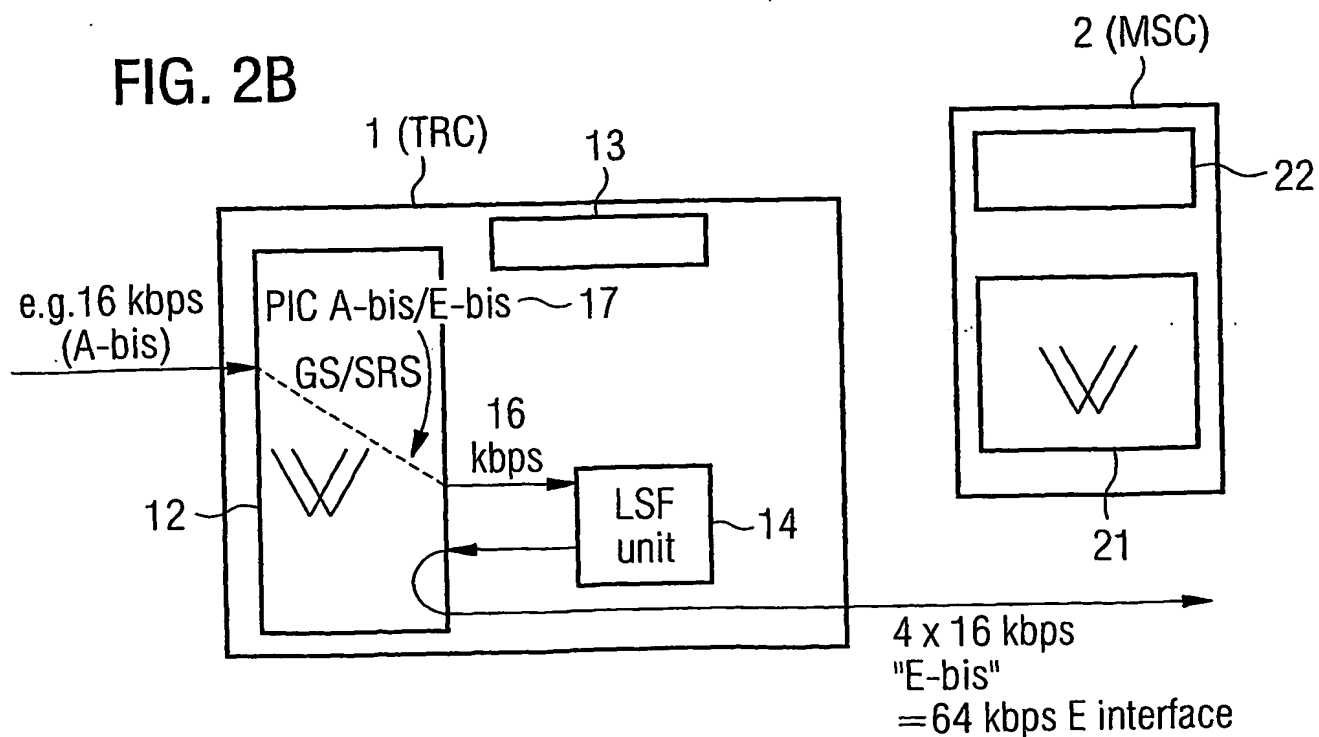 FIG. 2B
2 (MSC)
1 (TRC)
13
22
e.g.16 kbps
(A-bis)
PIC A-bis/E-bis
17
GS/SRS
16
kbps
12
LSF
unit
14
21
4 x 16 kbps
"E-bis"
=64 kbps E interface